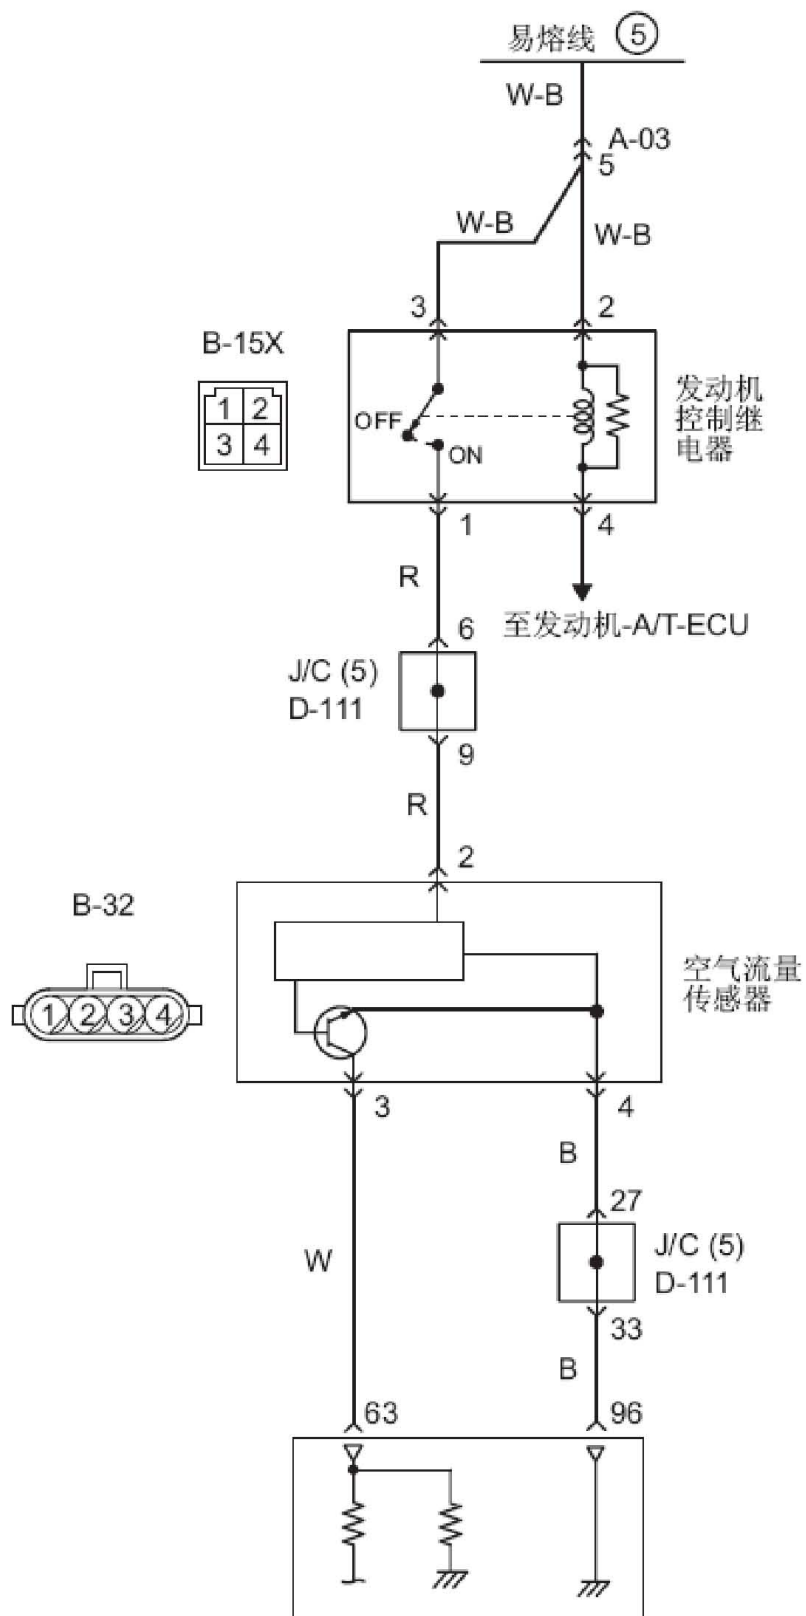 易熔线 ⑤
W-B
A-03
5
W-B
W-B
3
2
B-15X
1 2
3 4
OFF
ON
发动机
控制继
电器
1
4
R
至发动机-A/T-ECU
6
J/C (5)
D-111
9
R
2
B-32
1 2 3 4
空气流量
传感器
3
4
B
27
W
J/C (5)
D-111
33
B
63
96